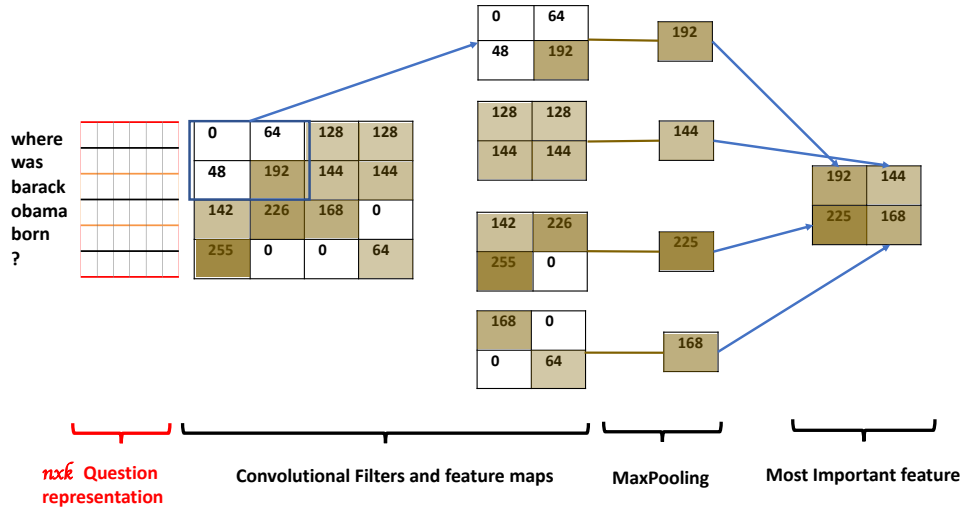 where
was
barack
obama
born
?
0 64 128 128
48 192 144 144
142 226 168 0
255 0 0 64
0 64
48 192
192
128 128
144 144
144
142 226
255 0
225
168 0
0 64
168
192 144
225 168
nxk Question
representation
Convolutional Filters and feature maps
MaxPooling
Most Important feature